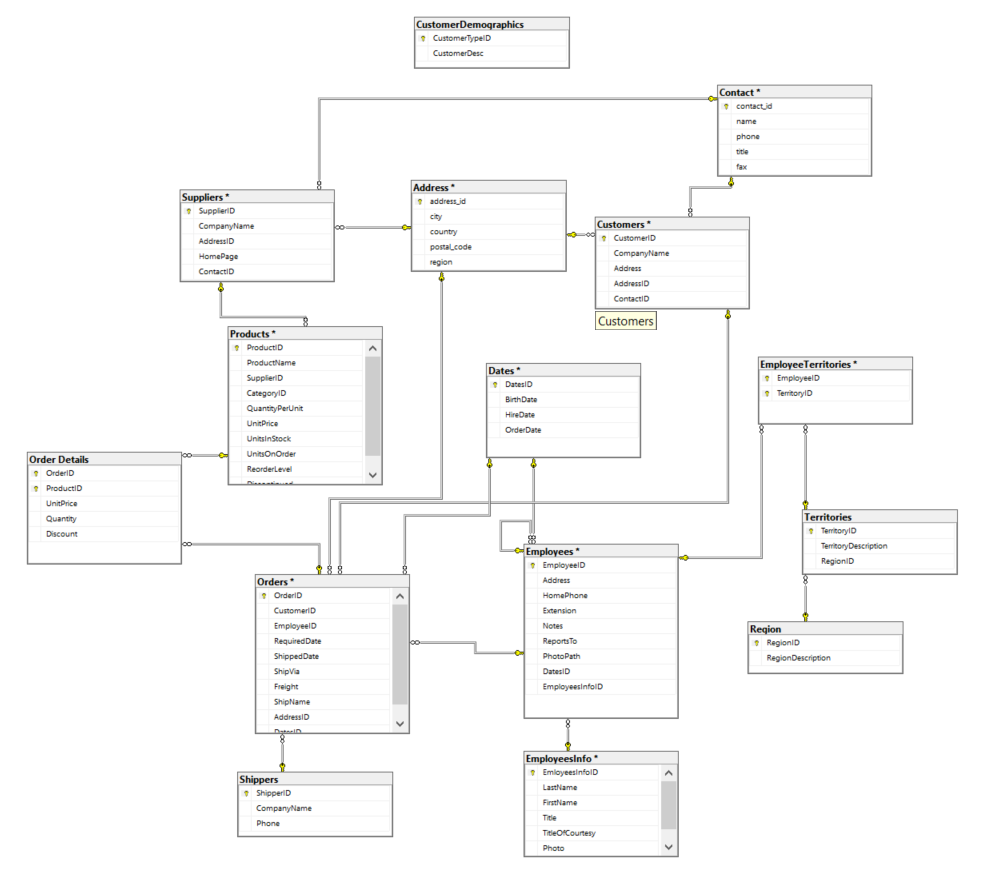 CustomerDemographics
CustomerTypeID
CustomerDesc
Contact *
contact_id
name
phone
title
fax
Suppliers *
SupplierID
CompanyName
AddressID
HomePage
ContactID
Address *
address_id
city
country
postal_code
region
Customers *
CustomerID
CompanyName
Address
AddressID
ContactID
Customers
Products *
ProductID
ProductName
SupplierID
CategoryID
QuantityPerUnit
UnitPrice
UnitsInStock
UnitsOnOrder
ReorderLevel
Discontinued
Dates *
DatesID
BirthDate
HireDate
OrderDate
EmployeeTerritories *
EmployeeID
TerritoryID
Order Details
OrderID
ProductID
UnitPrice
Quantity
Discount
Territories
TerritoryID
TerritoryDescription
RegionID
Employees *
EmployeeID
Address
HomePhone
Extension
Notes
ReportsTo
PhotoPath
DatesID
EmployeesInfoID
Orders *
OrderID
CustomerID
EmployeeID
RequiredDate
ShippedDate
ShipVia
Freight
ShipName
AddressID
DatesID
Region
RegionID
RegionDescription
EmployeesInfo *
EmloyeesInfoID
LastName
FirstName
Title
TitleOfCourtesy
Photo
Shippers
ShipperID
CompanyName
Phone